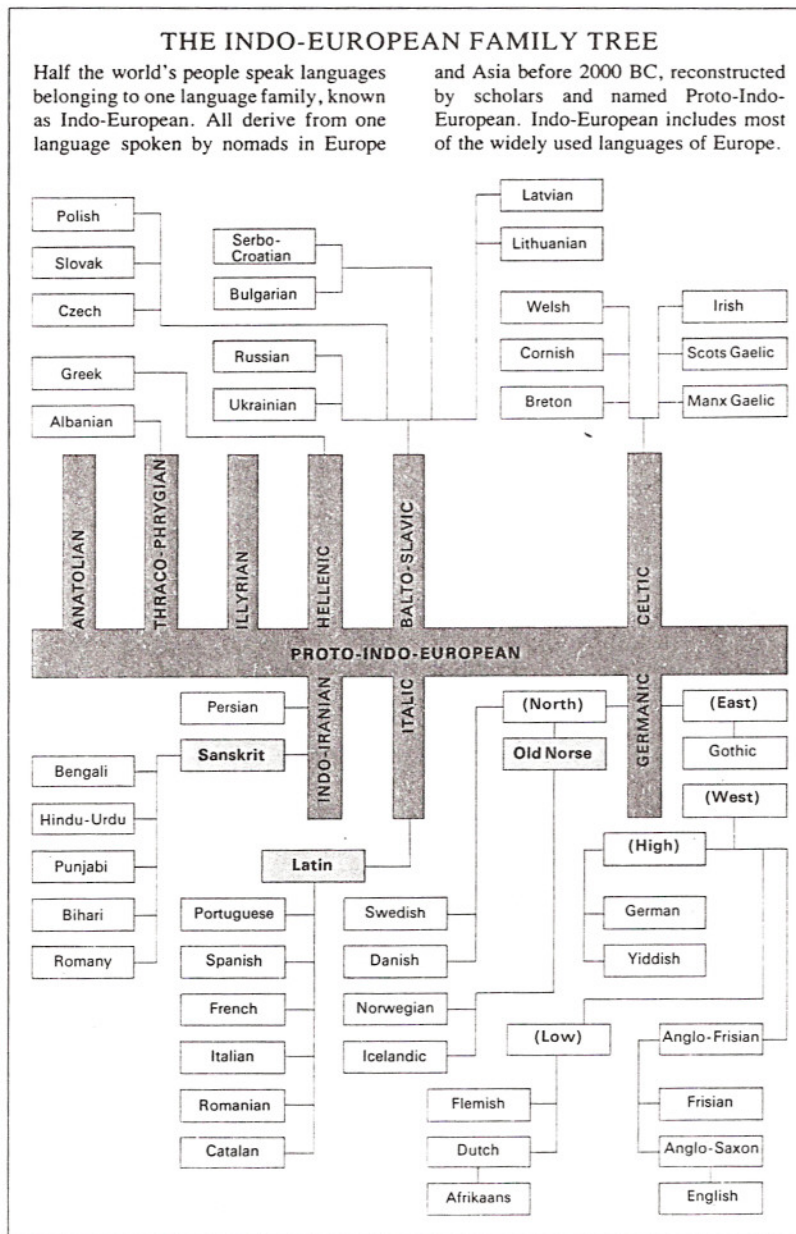 THE INDO-EUROPEAN FAMILY TREE
Half the world's people speak languages
belonging to one language family, known
as Indo-European. All derive from one
language spoken by nomads in Europe
and Asia before 2000 BC, reconstructed
by scholars and named Proto-Indo-
European. Indo-European includes most
of the widely used languages of Europe.
Polish
Slovak
Czech
Greek
Albanian
Serbo-
Croatian
Bulgarian
Russian
Ukrainian
Latvian
Lithuanian
Welsh
Cornish
Breton
Irish
Scots Gaelic
Manx Gaelic
ANATOLIAN
THRACO-PHRYGIAN
ILLYRIAN
HELLENIC
BALTO-SLAVIC
CELTIC
PROTO-INDO-EUROPEAN
INDO-IRANIAN
ITALIC
GERMANIC
Persian
Sanskrit
Bengali
Hindu-Urdu
Punjabi
Bihari
Romany
Latin
Portuguese
Spanish
French
Italian
Romanian
Catalan
(North)
Old Norse
Swedish
Danish
Norwegian
Icelandic
(East)
Gothic
(West)
(High)
German
Yiddish
(Low)
Flemish
Dutch
Afrikaans
Anglo-Frisian
Frisian
Anglo-Saxon
English